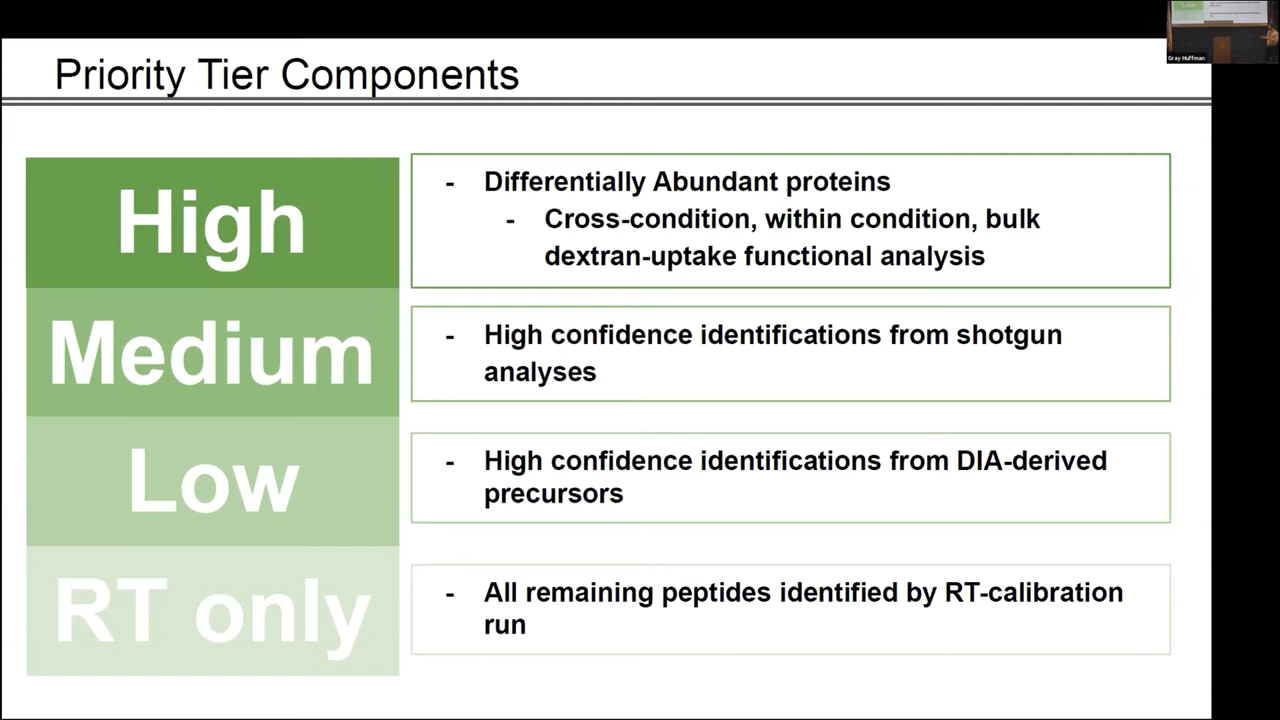 Priority Tier Components
Gray Huffman
High
- Differentially Abundant proteins
- Cross-condition, within condition, bulk
dextran-uptake functional analysis
Medium
- High confidence identifications from shotgun
analyses
Low
- High confidence identifications from DIA-derived
precursors
RT only
- All remaining peptides identified by RT-calibration
run